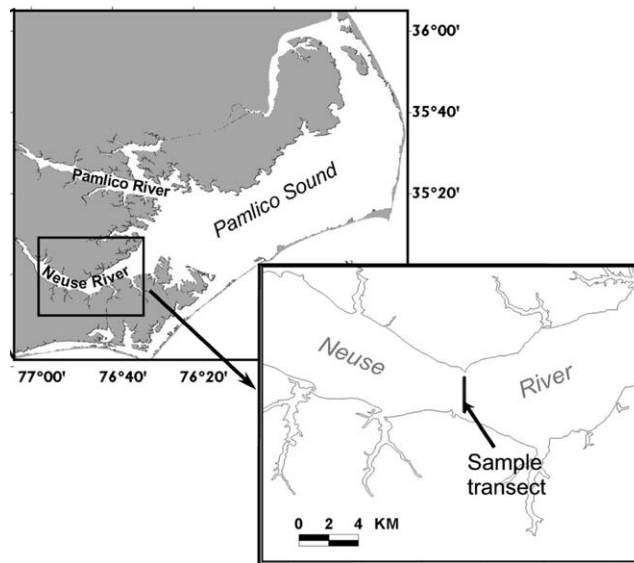 36°00'
35°40'
Pamlico River
35°20'
Pamlico Sound
Neuse River
77°00'
76°40'
76°20'
Neuse
River
Sample
transect
0 2 4 KM